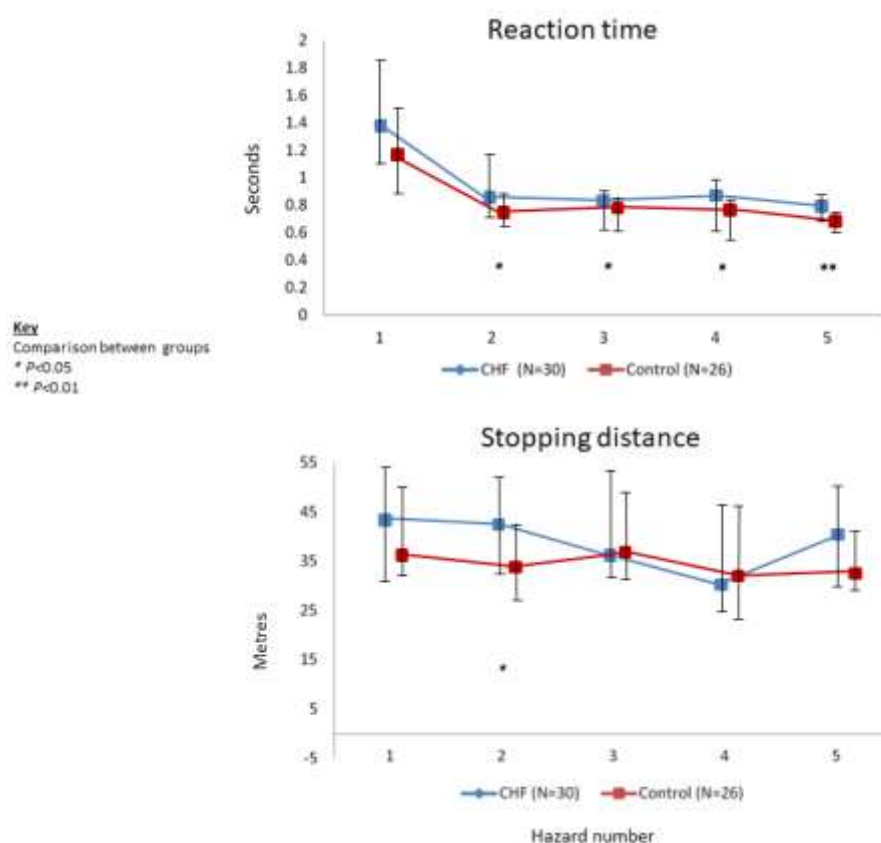 Reaction time
2
1.8
1.6
1.4
1.2
1
0.8
0.6
0.4
0.2
0
Seconds
* * * **
1 2 3 4 5
CHF (N=30) Control (N=26)
Key
Comparison between groups
* P<0.05
** P<0.01
Stopping distance
55
45
35
25
15
5
-5
Metres
*
1 2 3 4 5
CHF (N=30) Control (N=26)
Hazard number